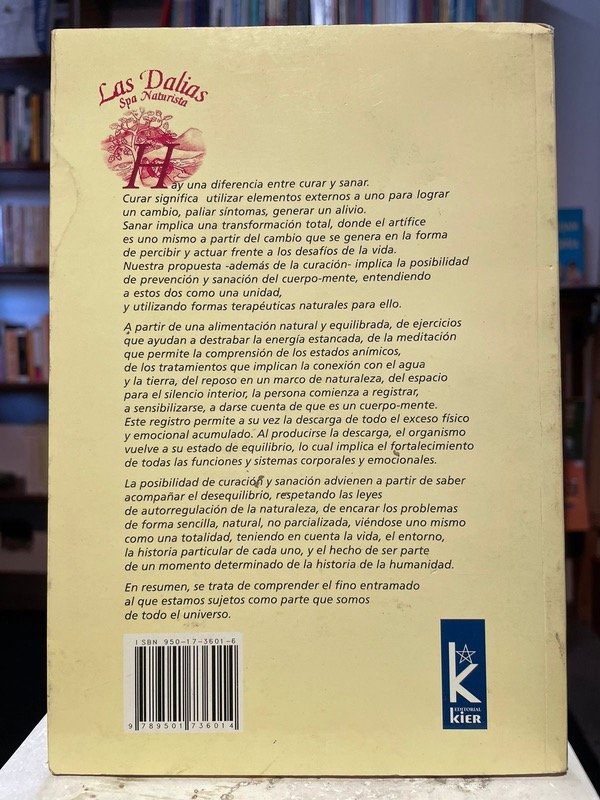 Las Dalias
Spa Naturista
Hay una diferencia entre curar y sanar.
Curar significa utilizar elementos externos a uno para lograr
un cambio, paliar síntomas, generar un alivio.
Sanar implica una transformación total, donde el artífice
es uno mismo a partir del cambio que se genera en la forma
de percibir y actuar frente a los desafíos de la vida.
Nuestra propuesta -además de la curación- implica la posibilidad
de prevención y sanación del cuerpo-mente, entendiendo
a estos dos como una unidad,
y utilizando formas terapéuticas naturales para ello.
A partir de una alimentación natural y equilibrada, de ejercicios
que ayudan a destrabar la energía estancada, de la meditación
que permite la comprensión de los estados anímicos,
de los tratamientos que implican la conexión con el agua
y la tierra, del reposo en un marco de naturaleza, del espacio
para el silencio interior, la persona comienza a registrar,
a sensibilizarse, a darse cuenta de que es un cuerpo-mente.
Este registro permite a su vez la descarga de todo el exceso físico
y emocional acumulado. Al producirse la descarga, el organismo
vuelve a su estado de equilibrio, lo cual implica el fortalecimiento
de todas las funciones y sistemas corporales y emocionales.
La posibilidad de curación y sanación advienen a partir de saber
acompañar el desequilibrio, respetando las leyes
de autorregulación de la naturaleza, de encarar los problemas
de forma sencilla, natural, no parcializada, viéndose uno mismo
como una totalidad, teniendo en cuenta la vida, el entorno,
la historia particular de cada uno, y el hecho de ser parte
de un momento determinado de la historia de la humanidad.
En resumen, se trata de comprender el fino entramado
al que estamos sujetos como parte que somos
de todo el universo.
ISBN 950-17-3601-6
9 789501 736014
k
EDITORIAL
kier